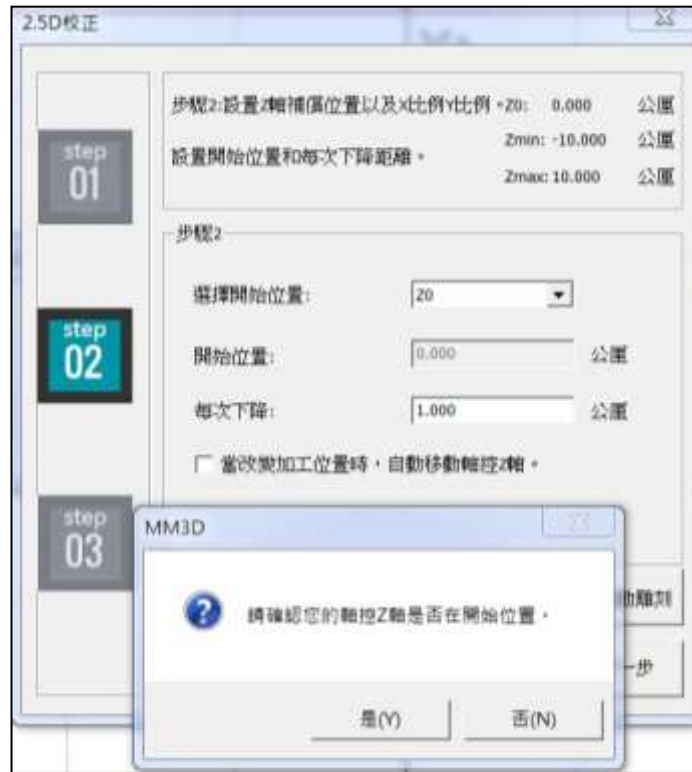 2.5D校正
step
01
步驟2:設置Z軸補償位置以及X比例Y比例。Z0: 0.000 公厘
Zmin: -10.000 公厘
設置開始位置和每次下降距離。
Zmax: 10.000 公厘
step
02
步驟2
選擇開始位置: Z0
開始位置: 0.000 公厘
每次下降: 1.000 公厘
當改變加工位置時，自動移動軸控Z軸。
step
03
動雕刻
一步
MM3D
請確認您的軸控Z軸是否在開始位置。
是(Y) 否(N)